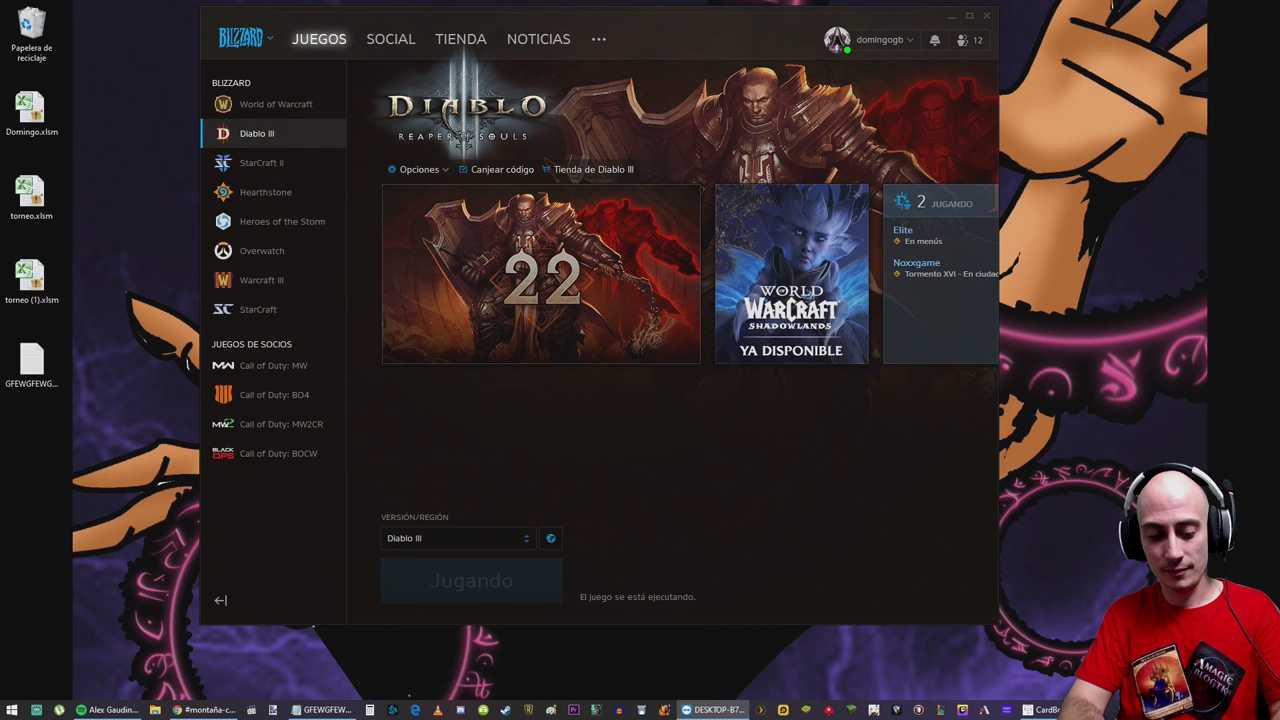 Papelera de
reciclaje
Domingo.xlsm
torneo.xlsm
torneo (1).xlsm
GFEWGFEWG...
BLIZZARD
JUEGOS
SOCIAL
TIENDA
NOTICIAS
domingogb
12
BLIZZARD
World of Warcraft
Diablo III
StarCraft II
Hearthstone
Heroes of the Storm
Overwatch
Warcraft III
StarCraft
JUEGOS DE SOCIOS
Call of Duty: MW
Call of Duty: BO4
Call of Duty: MW2CR
Call of Duty: BOCW
DIABLO
REAPER OF SOULS
Opciones
Canjear código
Tienda de Diablo III
22
WORLD
OF
WARCRAFT
SHADOWLANDS
YA DISPONIBLE
2 JUGANDO
Elite
En menús
Noxxgame
Tormento XVI - En ciudad
VERSIÓN/REGIÓN
Diablo III
Jugando
El juego se está ejecutando.
MAGIC
BLOGTK
Alex Gaudin...
#montaña-c...
GFEWGFEWF...
DESKTOP-B7...
CardBr